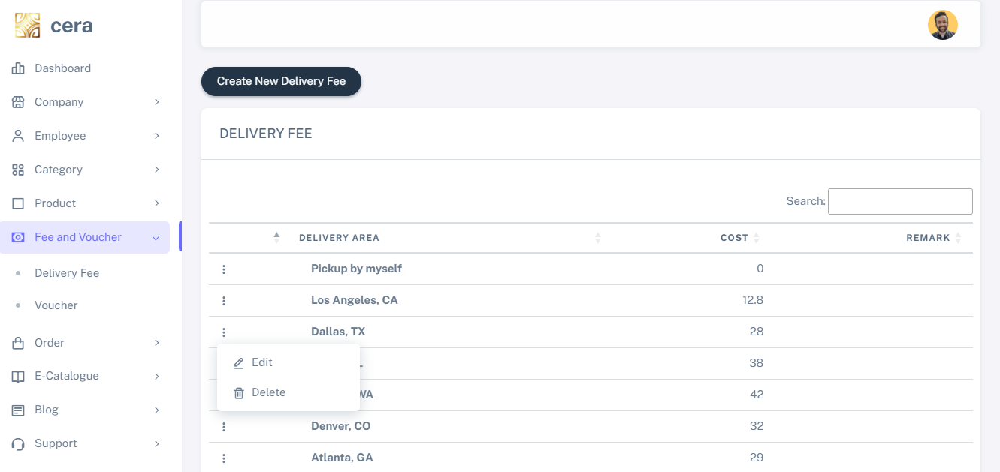 cera
Dashboard
Company
Employee
Category
Product
Fee and Voucher
Delivery Fee
Voucher
Order
E-Catalogue
Blog
Support
Create New Delivery Fee
DELIVERY FEE
Search:
DELIVERY AREA COST REMARK
Pickup by myself 0
Los Angeles, CA 12.8
Dallas, TX 28
Edit
38
WA 42
Delete
Denver, CO 32
Atlanta, GA 29